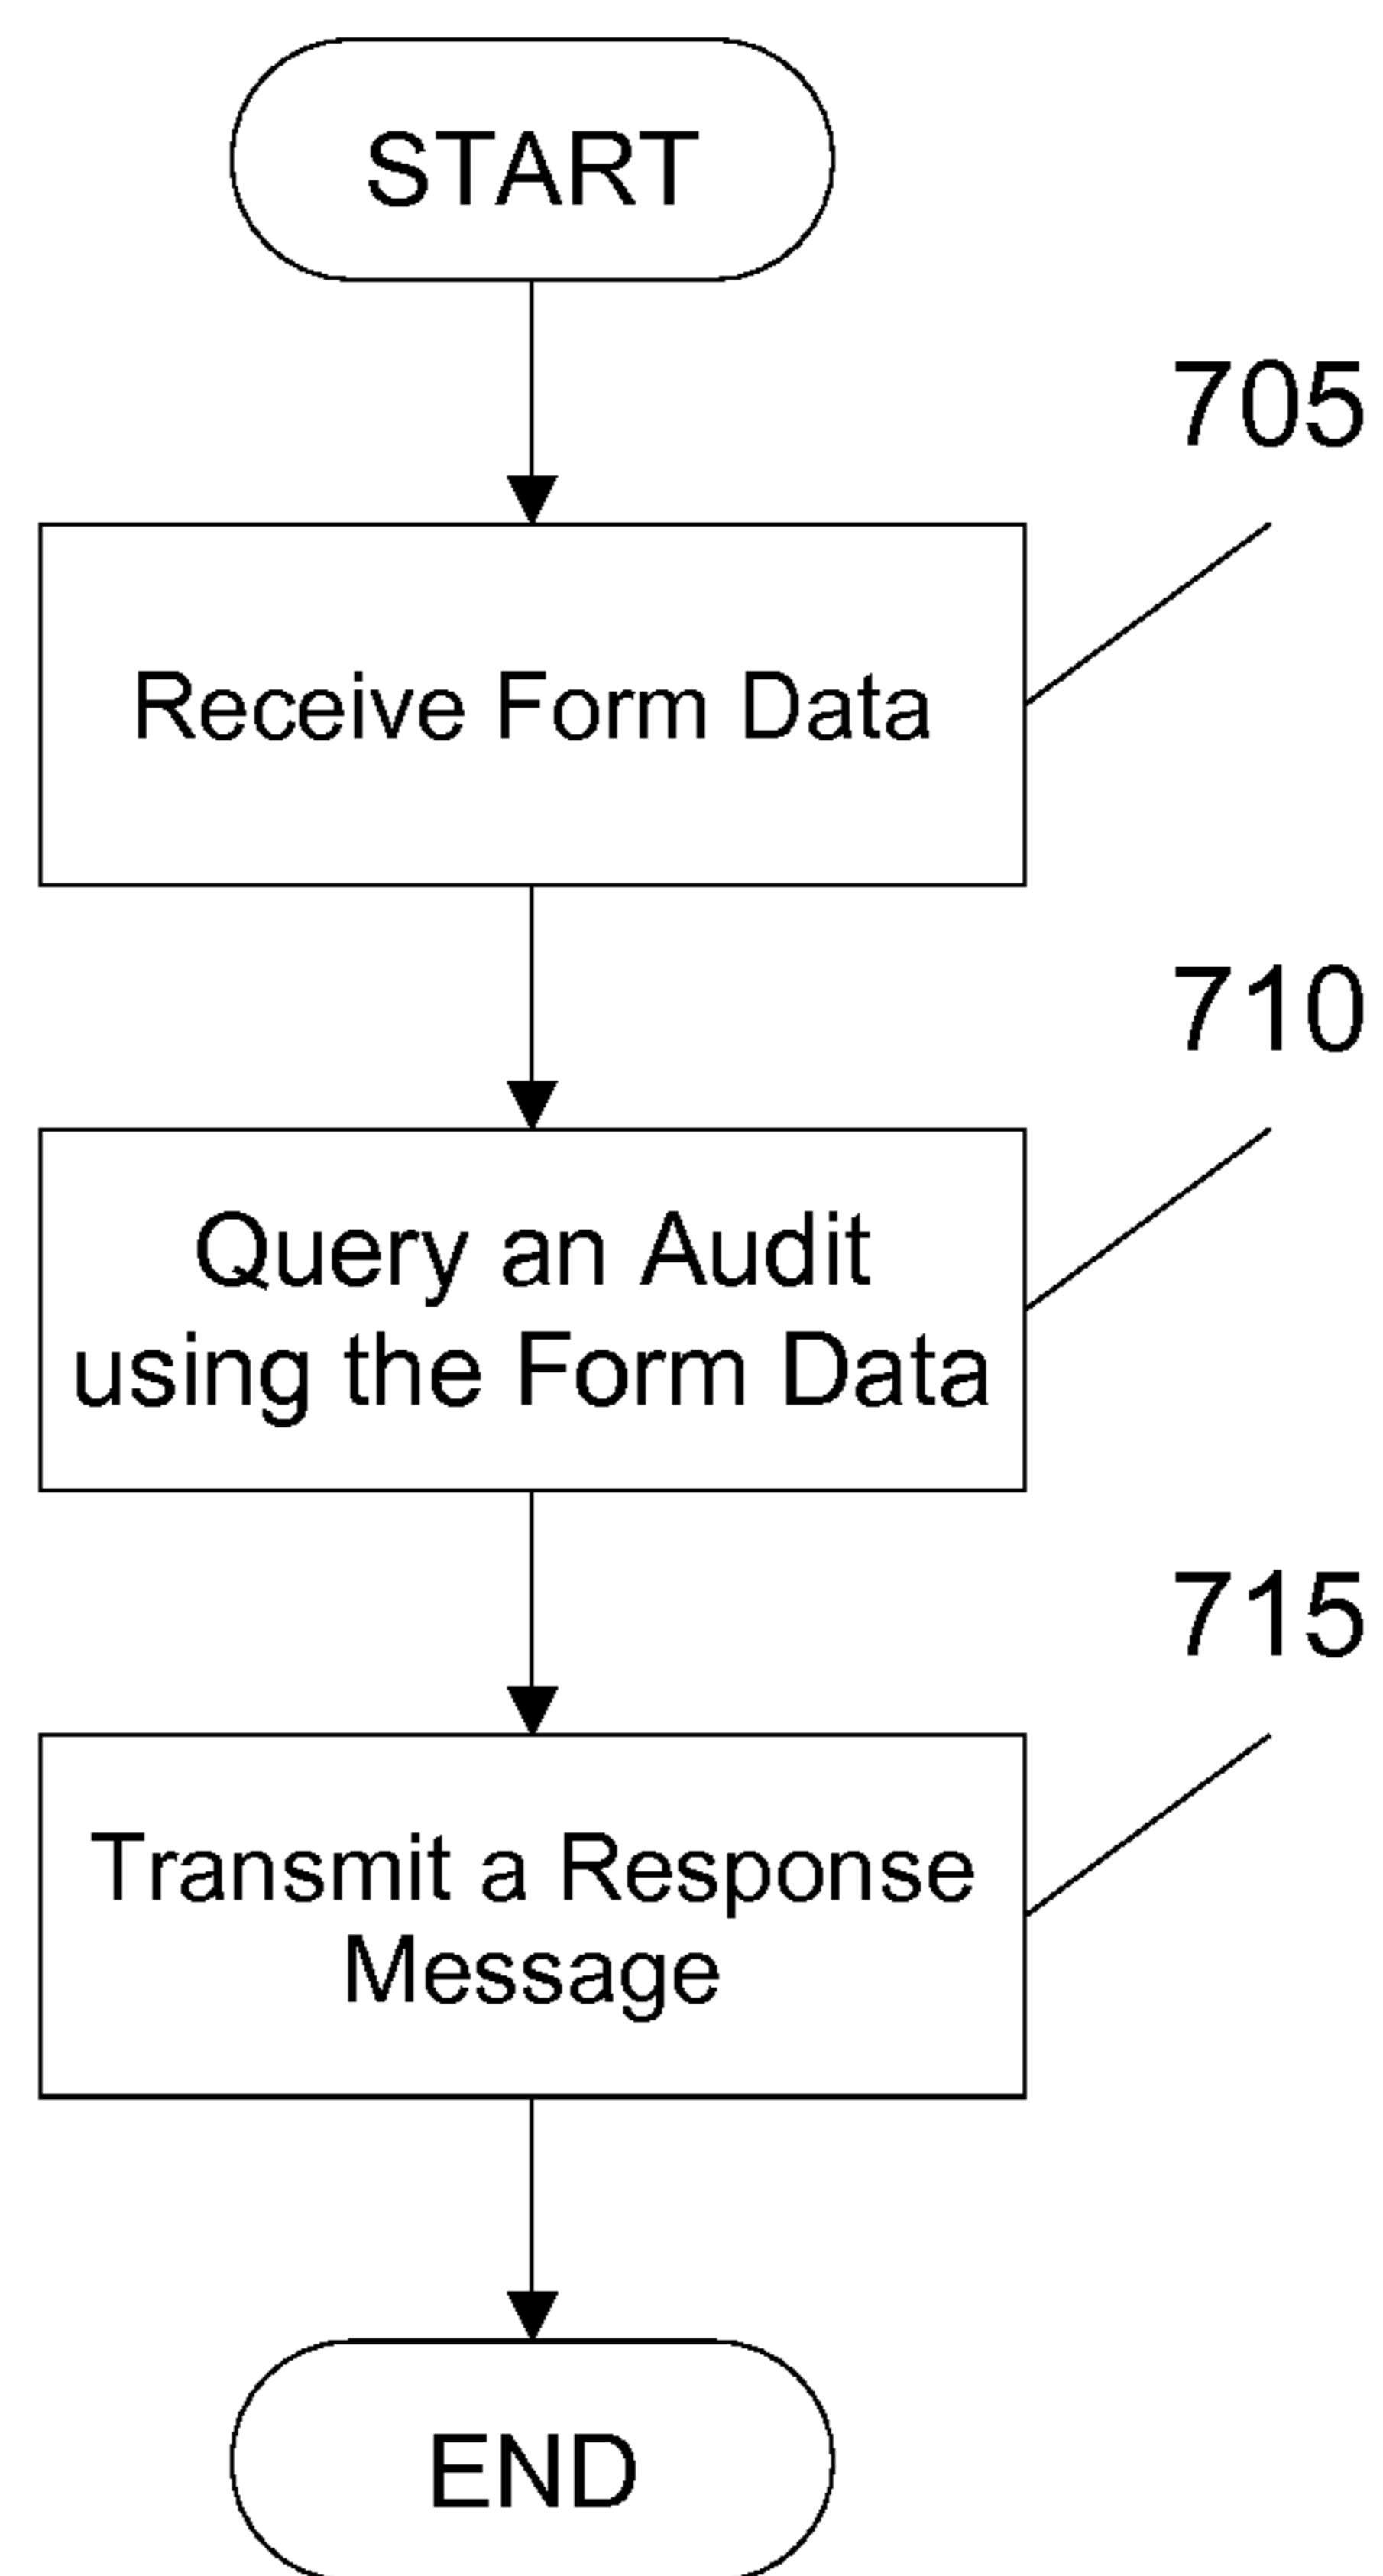 START
705
Receive Form Data
710
Query an Audit
using the Form Data
715
Transmit a Response
Message
END